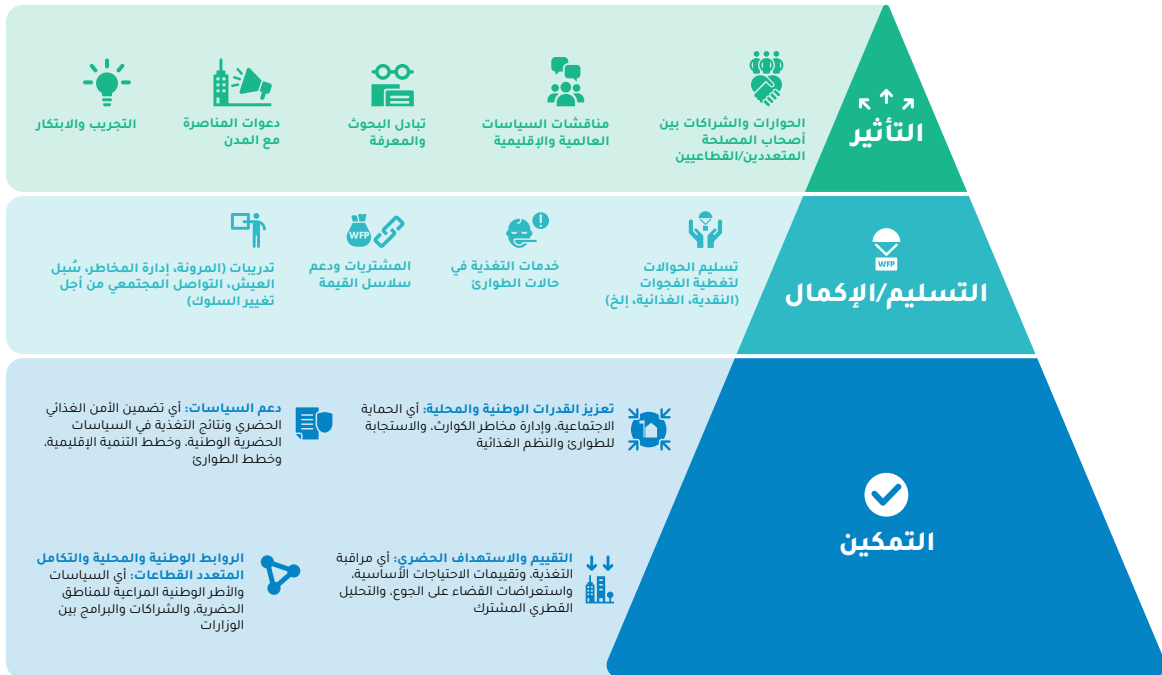 التأثير
الحوارات والشراكات بين
أصحاب المصلحة
المتعددين/القطاعيين
مناقشات السياسات
العالمية والإقليمية
تبادل البحوث
والمعرفة
دعوات المناصرة
مع المدن
التجريب والابتكار
WFP
التسليم/الإكمال
تسليم الحوالات
لتغطية الفجوات
(النقدية، الغذائية، إلخ)
خدمات التغذية في
حالات الطوارئ
WFP
المشتريات ودعم
سلاسل القيمة
تدريبات (المرونة، إدارة المخاطر، سُبل
العيش، التواصل المجتمعي من أجل
تغيير السلوك)
التمكين
تعزيز القدرات الوطنية والمحلية: أي الحماية
الاجتماعية، وإدارة مخاطر الكوارث، والاستجابة
للطوارئ والنظم الغذائية
دعم السياسات: أي تضمين الأمن الغذائي
الحضري ونتائج التغذية في السياسات
الحضرية الوطنية، وخطط التنمية الإقليمية،
وخطط الطوارئ
التقييم والاستهداف الحضري: أي مراقبة
التغذية، وتقييمات الاحتياجات الأساسية،
واستعراضات القضاء على الجوع، والتحليل
القطري المشترك
الروابط الوطنية والمحلية والتكامل
المتعدد القطاعات: أي السياسات
والأطر الوطنية المراعية للمناطق
الحضرية، والشراكات والبرامج بين
الوزارات